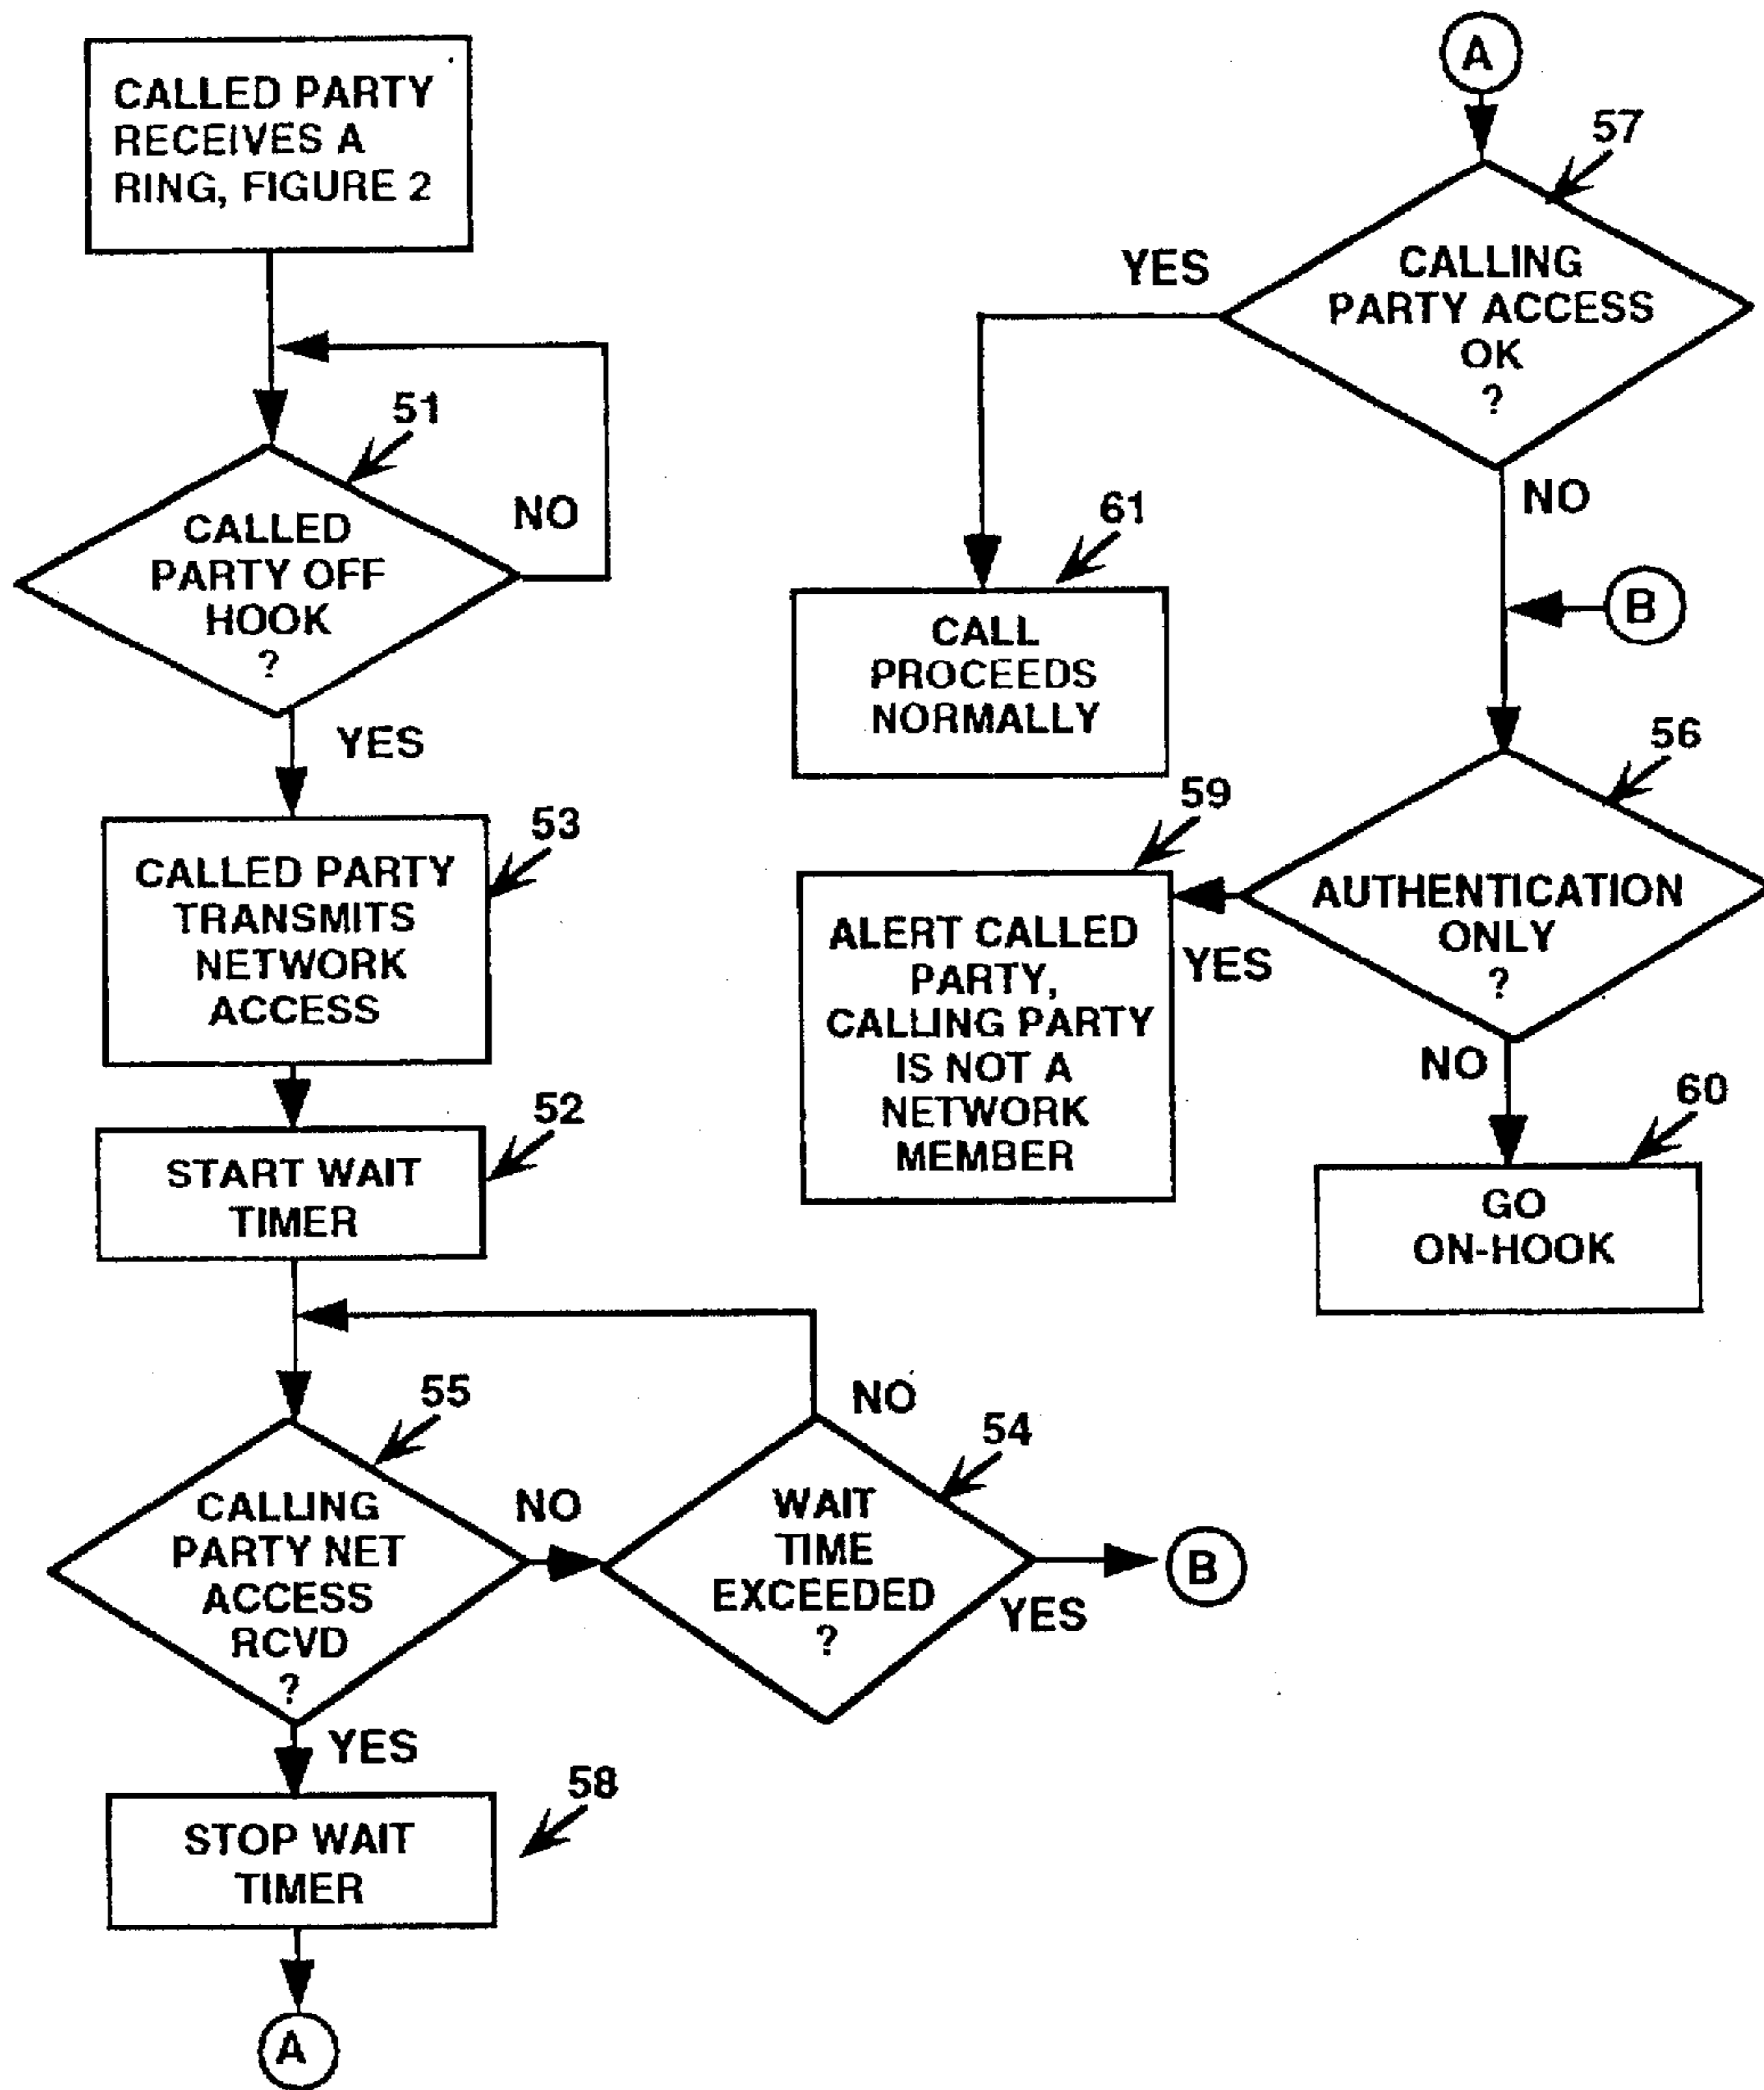 CALLED PARTY
RECEIVES A
RING, FIGURE 2
51
CALLED
PARTY OFF
HOOK
?
NO
YES
53
CALLED PARTY
TRANSMITS
NETWORK
ACCESS
52
START WAIT
TIMER
55
CALLING
PARTY NET
ACCESS
RCVD
?
NO
54
WAIT
TIME
EXCEEDED
?
NO
YES
B
YES
58
STOP WAIT
TIMER
A
A
57
CALLING
PARTY ACCESS
OK
?
YES
NO
61
CALL
PROCEEDS
NORMALLY
B
56
AUTHENTICATION
ONLY
?
YES
59
ALERT CALLED
PARTY,
CALLING PARTY
IS NOT A
NETWORK
MEMBER
NO
60
GO
ON-HOOK